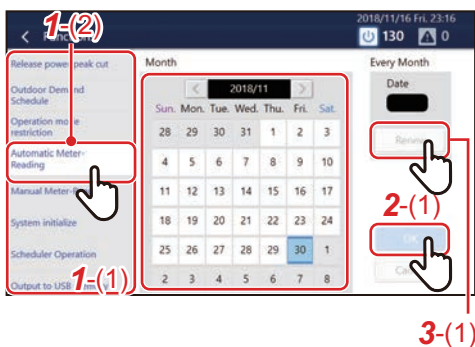 2018/11/16 Fri. 23:16
1-(2)
130 0
Release power peak cut
Month
Every Month
Outdoor Demand
Schedule
Date
2018/11
Operation mode
restriction
Sun. Mon. Tue. Wed. Thu. Fri. Sat.
28 29 30 31 1 2 3
Automatic Meter-
Reading
4 5 6 7 8 9 10
Manual Meter-
11 12 13 14 15 16 17
2-(1)
System initialize
18 19 20 21 22 23 24
Scheduler Operation
25 26 27 28 29 30 1
1-(1)
Output to USB
2 3 4 5 6 7 8
3-(1)